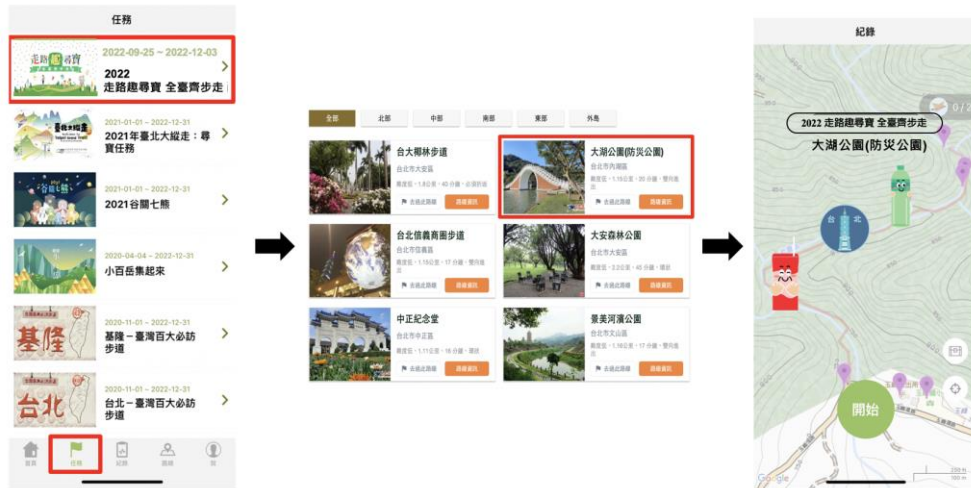 任務
走路趣尋寶
2022-09-25 ~ 2022-12-03
2022
走路趣尋寶 全臺齊步走
臺北大縱走
2021-01-01 ~ 2022-12-31
2021年臺北大縱走:尋
寶任務
谷關七熊
2021-01-01 ~ 2022-12-31
2021谷關七熊
2020-04-04 ~ 2022-12-31
小百岳集起來
基隆
2020-11-01 ~ 2022-12-31
基隆-臺灣百大必訪
步道
台北
2020-11-01 ~ 2022-12-31
台北-臺灣百大必訪
步道
首頁
任務
紀錄
全部
北部
中部
南部
東部
外島
台大椰林步道
台北市大安區
去過此路線
路線資訊
大湖公園(防災公園)
台北市內湖區
去過此路線
路線資訊
台北信義商圈步道
台北市信義區
去過此路線
路線資訊
大安森林公園
台北市大安區
去過此路線
路線資訊
中正紀念堂
台北市中正區
去過此路線
路線資訊
景美河濱公園
台北市文山區
去過此路線
路線資訊
紀錄
2022 走路趣尋寶 全臺齊步走
大湖公園(防災公園)
台 北
開始
Google